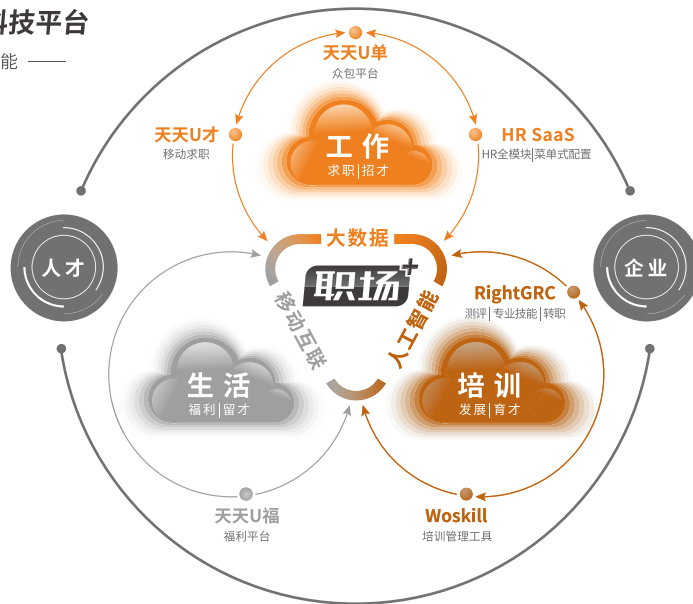 科技平台
能
天天U单
众包平台
天天U才
移动求职
HR SaaS
HR全模块|菜单式配置
工作
求职|招才
大数据
人才
企业
职场+
移动互联
人工智能
RightGRC
测评|专业技能|转职
生活
福利|留才
培训
发展|育才
天天U福
福利平台
Woskill
培训管理工具